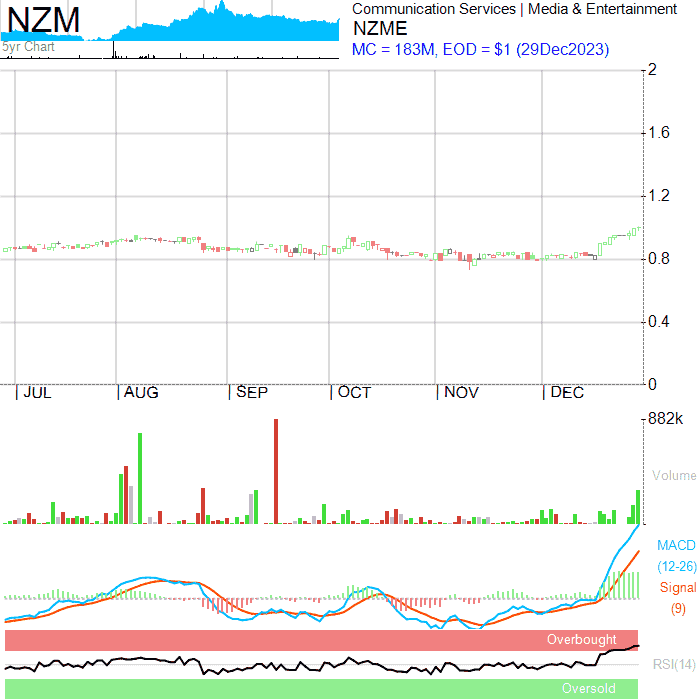 NZM
5yr Chart
Communication Services | Media & Entertainment
NZME
MC = 183M, EOD = $1 (29Dec2023)
2
1.6
1.2
0.8
0.4
0
| JUL | AUG | SEP | OCT | NOV | DEC
882k
Volume
MACD
(12-26)
Signal
(9)
Overbought
RSI(14)
Oversold